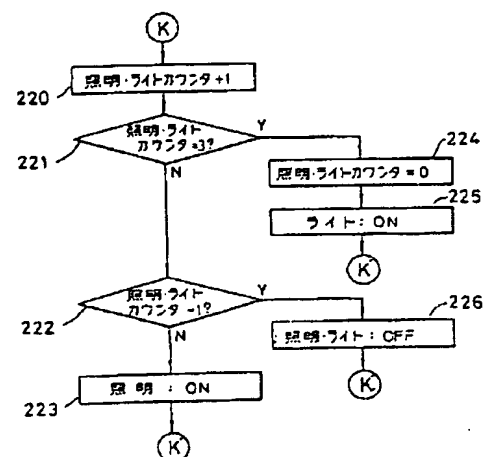 K
220
照明・ライトカウンタ+1
221
照明・ライト
カウンタ=3?
Y
N
224
照明・ライトカウンタ=0
225
ライト:ON
K
222
照明・ライト
カウンタ=1?
Y
N
226
照明・ライト:OFF
K
223
照明:ON
K